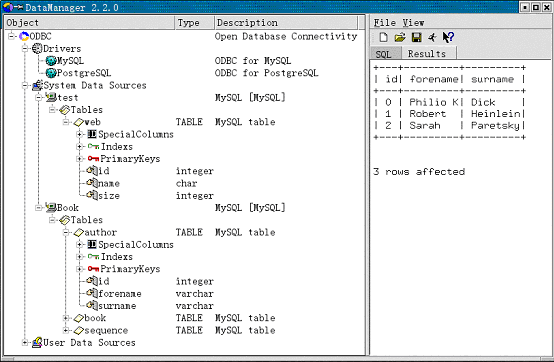 DataManager 2.2.0
Object Type Description
ODBC Open Database Connectivity
Drivers
MySQL ODBC for MySQL
PostgreSQL ODBC for PostgreSQL
System Data Sources
test MySQL [MySQL]
Tables
web TABLE MySQL table
SpecialColumns
Indexs
PrimaryKeys
id integer
name char
size integer
Book MySQL [MySQL]
Tables
author TABLE MySQL table
SpecialColumns
Indexs
PrimaryKeys
id integer
forename varchar
surname varchar
book TABLE MySQL table
sequence TABLE MySQL table
User Data Sources
File View
SQL Results
+---+---------+---------+
| id| forename| surname |
+---+---------+---------+
| 0 | Philio K| Dick |
| 1 | Robert | Heinlein|
| 2 | Sarah | Paretsky|
+---+---------+---------+
3 rows affected